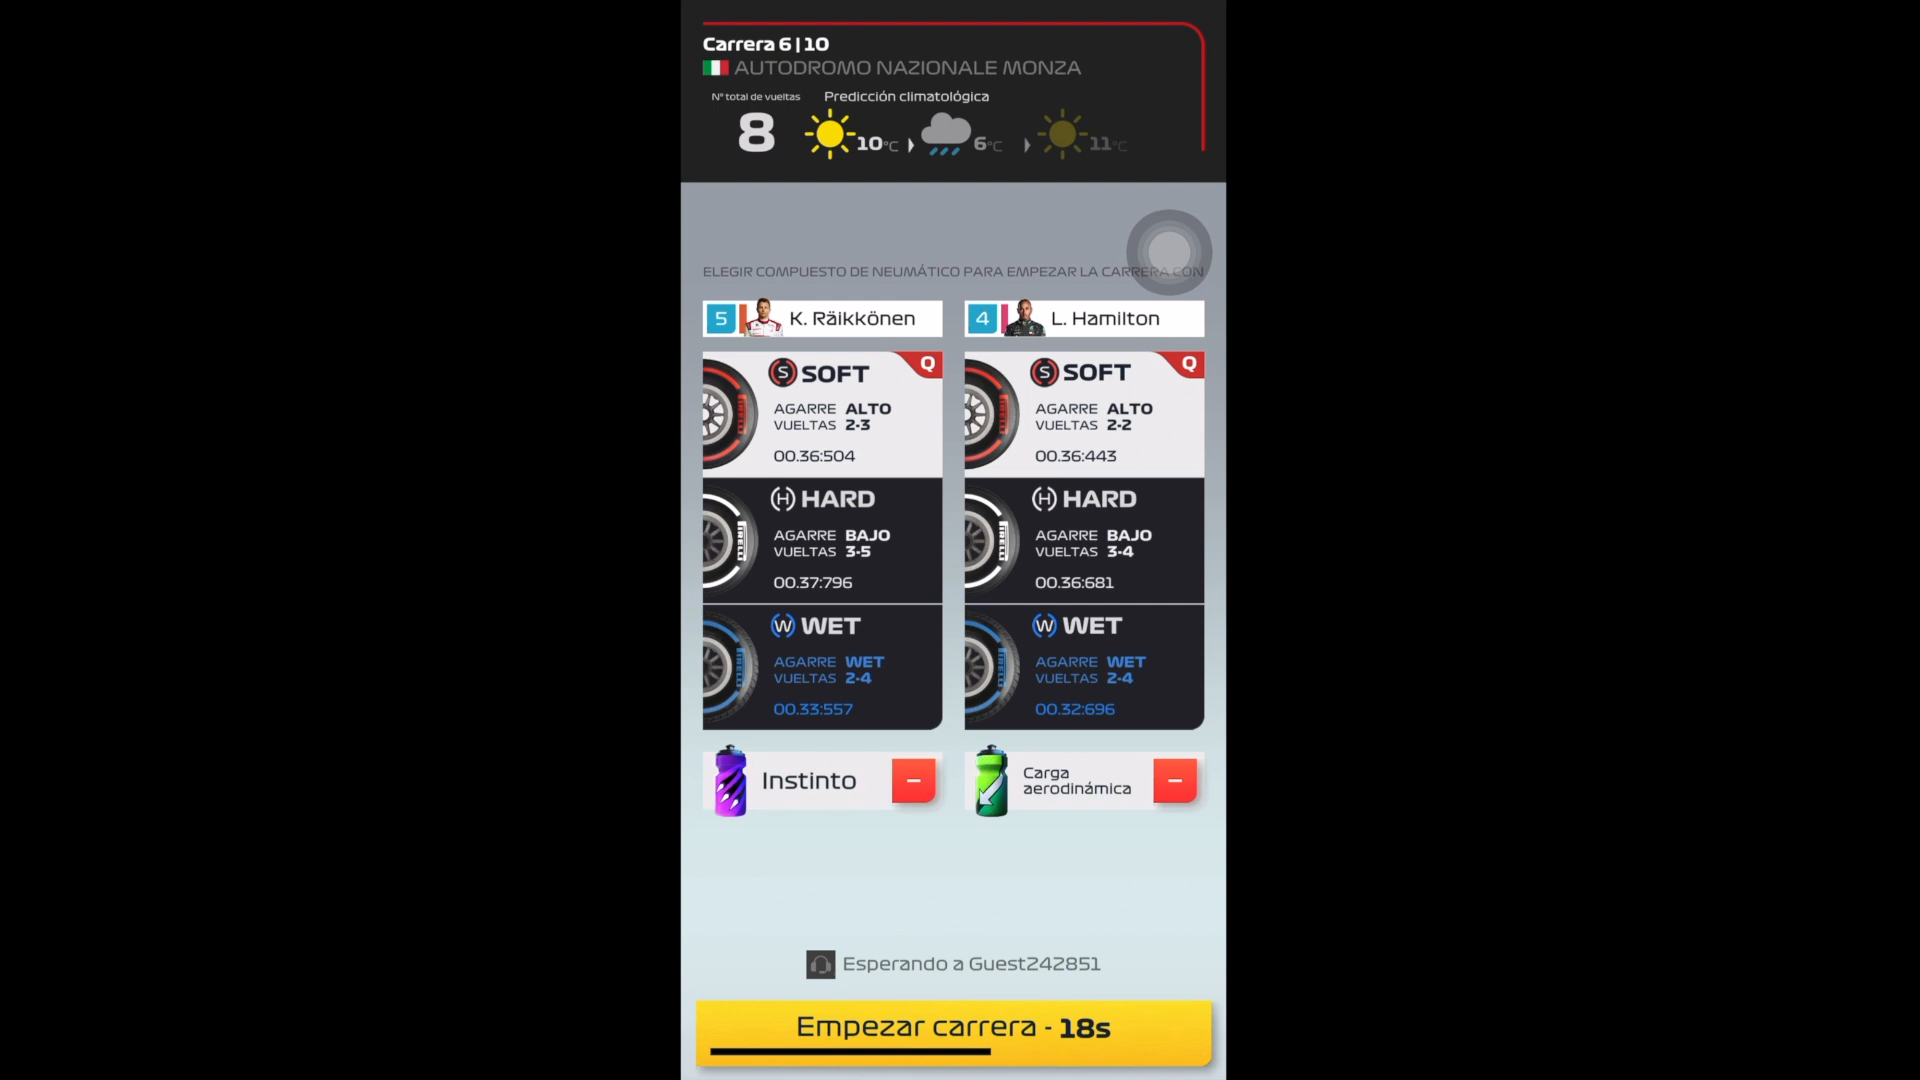 Carrera 6 | 10
AUTODROMO NAZIONALE MONZA
Nº total de vueltas
Predicción climatológica
8
10°C
6°C
11°C
ELEGIR COMPUESTO DE NEUMÁTICO PARA EMPEZAR LA CARRERA CON
5 K. Räikkönen
S SOFT Q
AGARRE ALTO
VUELTAS 2-3
00.36:504
H HARD
AGARRE BAJO
VUELTAS 3-5
00.37:796
W WET
AGARRE WET
VUELTAS 2-4
00.33:557
Instinto
4 L. Hamilton
S SOFT Q
AGARRE ALTO
VUELTAS 2-2
00.36:443
H HARD
AGARRE BAJO
VUELTAS 3-4
00.36:681
W WET
AGARRE WET
VUELTAS 2-4
00.32:696
Carga
aerodinámica
Esperando a Guest242851
Empezar carrera - 18s